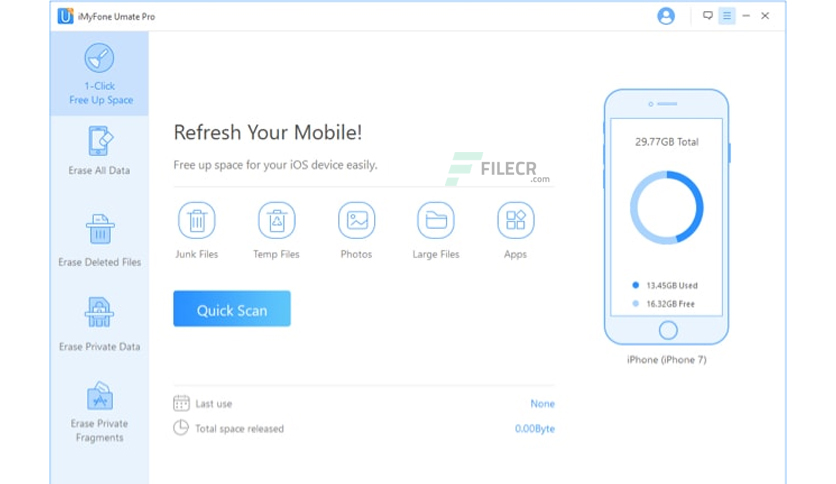 iMyFone Umate Pro
1-Click
Free Up Space
Erase All Data
Erase Deleted Files
Erase Private Data
Erase Private
Fragments
Refresh Your Mobile!
Free up space for your iOS device easily.
FILECR
.com
Junk Files
Temp Files
Photos
Large Files
Apps
Quick Scan
Last use
None
Total space released
0.00Byte
29.77GB Total
13.45GB Used
16.32GB Free
iPhone (iPhone 7)